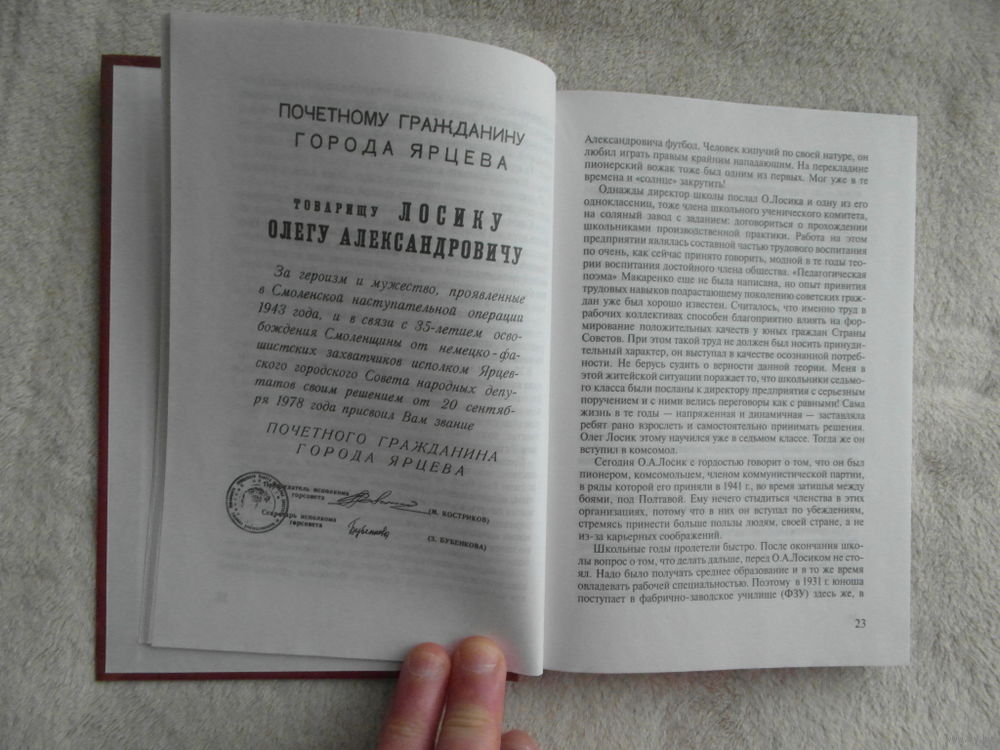 ПОЧЕТНОМУ ГРАЖДАНИНУ
ГОРОДА ЯРЦЕВА
ТОВАРИЩУ ЛОСИКУ
ОЛЕГУ АЛЕКСАНДРОВИЧУ
За героизм и мужество, проявленные
в Смоленской наступательной операции
1943 года, и в связи с 35-летием осво-
бождения Смоленщины от немецко-фа-
шистских захватчиков исполком Ярцев-
ского городского Совета народных депу-
татов своим решением от 20 сентяб-
ря 1978 года присвоил Вам звание
ПОЧЕТНОГО ГРАЖДАНИНА
ГОРОДА ЯРЦЕВА
Председатель исполкома
горсовета
(М. КОСТРИКОВ)
Секретарь исполкома
горсовета
Бубенкова
(З. БУБЕНКОВА)
Александровича футбол. Человек кипучий по своей натуре, он
любил играть правым крайним нападающим. На перекладине
пионерский вожак тоже был одним из первых. Мог уже в те
времена и «солнце» закрутить!
Однажды директор школы послал О.Лосика и одну из его
одноклассниц, тоже члена школьного ученического комитета,
на соляный завод с заданием: договориться о прохождении
школьниками производственной практики. Работа на этом
предприятии являлась составной частью трудового воспитания
по очень, как сейчас принято говорить, модной в те годы тео-
рии воспитания достойного члена общества. «Педагогическая
поэма» Макаренко еще не была написана, но опыт привития
трудовых навыков подрастающему поколению советских граж-
дан уже был хорошо известен. Считалось, что именно труд в
рабочих коллективах способен благоприятно влиять на фор-
мирование положительных качеств у юных граждан Страны
Советов. При этом такой труд не должен был носить принуди-
тельный характер, он выступал в качестве осознанной потреб-
ности. Не берусь судить о верности данной теории. Меня в
этой житейской ситуации поражает то, что школьники седьмо-
го класса были посланы к директору предприятия с серьезным
поручением и с ними велись переговоры как с равными! Сама
жизнь в те годы — напряженная и динамичная — заставляла
ребят рано взрослеть и самостоятельно принимать решения.
Олег Лосик этому научился уже в седьмом классе. Тогда же он
вступил в комсомол.
Сегодня О.А.Лосик с гордостью говорит о том, что он был
пионером, комсомольцем, членом коммунистической партии,
в ряды которой его приняли в 1941 г., во время затишья между
боями, под Полтавой. Ему нечего стыдиться членства в этих
организациях, потому что в них он вступал по убеждениям,
стремясь принести больше пользы людям, своей стране, а не
из-за карьерных соображений.
Школьные годы пролетели быстро. После окончания шко-
лы вопрос о том, что делать дальше, перед О.А.Лосиком не сто-
ял. Надо было получать среднее образование и в то же время
овладевать рабочей специальностью. Поэтому в 1931 г. юноша
поступает в фабрично-заводское училище (ФЗУ) здесь же, в
23